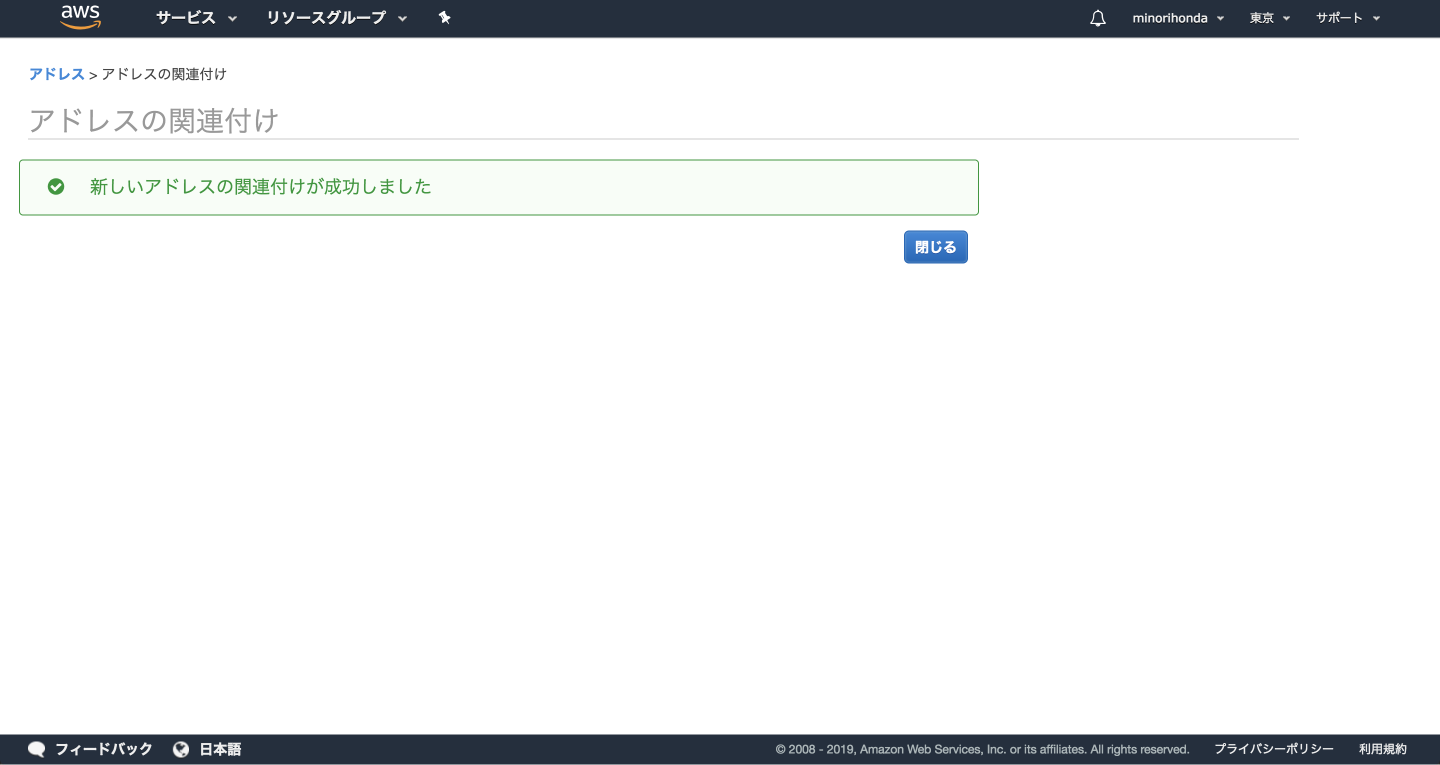 aws サービス リソースグループ minorihonda 東京 サポート
アドレス > アドレスの関連付け
アドレスの関連付け
新しいアドレスの関連付けが成功しました
閉じる
フィードバック 日本語 © 2008 - 2019, Amazon Web Services, Inc. or its affiliates. All rights reserved. プライバシーポリシー 利用規約